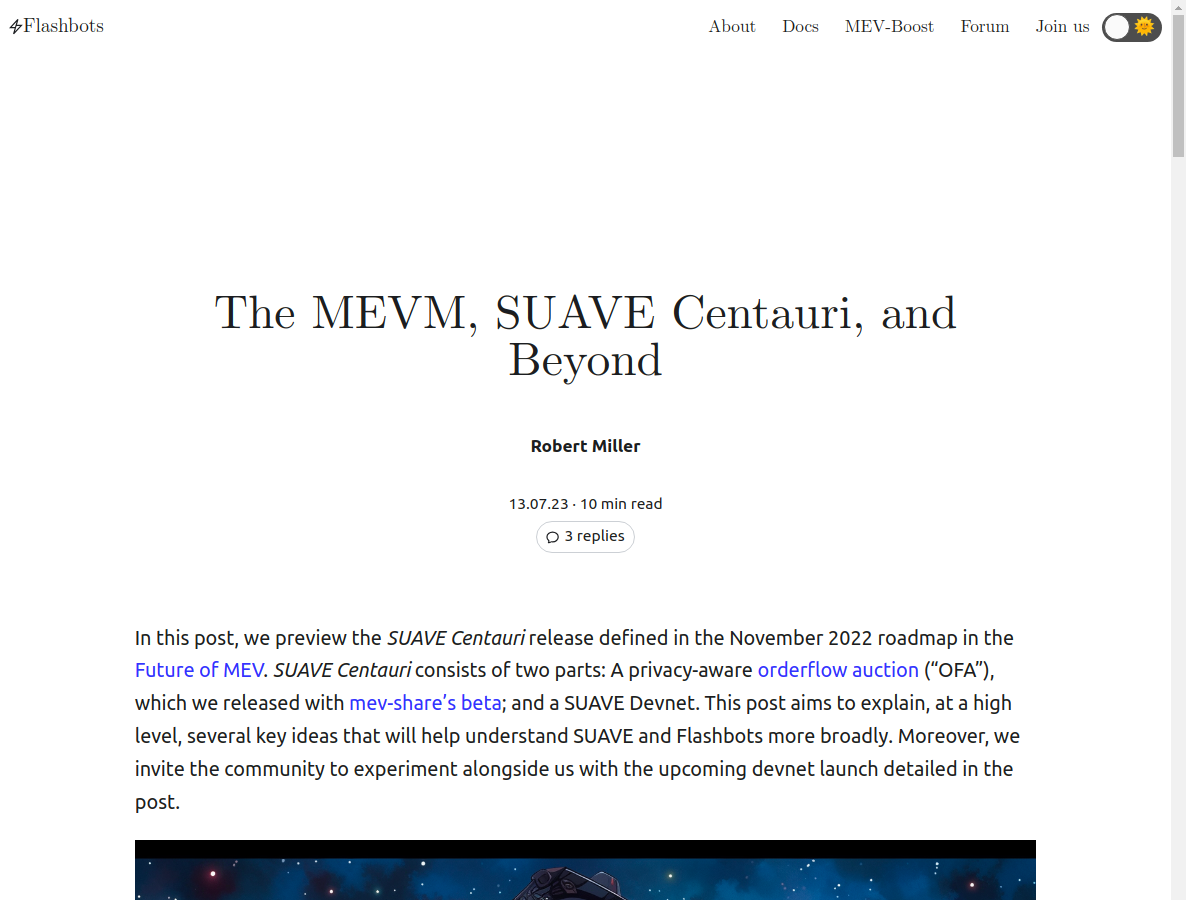 Flashbots
About Docs MEV-Boost Forum Join us
The MEVM, SUAVE Centauri, and
Beyond
Robert Miller
13.07.23 · 10 min read
3 replies
In this post, we preview the SUAVE Centauri release defined in the November 2022 roadmap in the
Future of MEV. SUAVE Centauri consists of two parts: A privacy-aware orderflow auction (“OFA”),
which we released with mev-share’s beta; and a SUAVE Devnet. This post aims to explain, at a high
level, several key ideas that will help understand SUAVE and Flashbots more broadly. Moreover, we
invite the community to experiment alongside us with the upcoming devnet launch detailed in the
post.